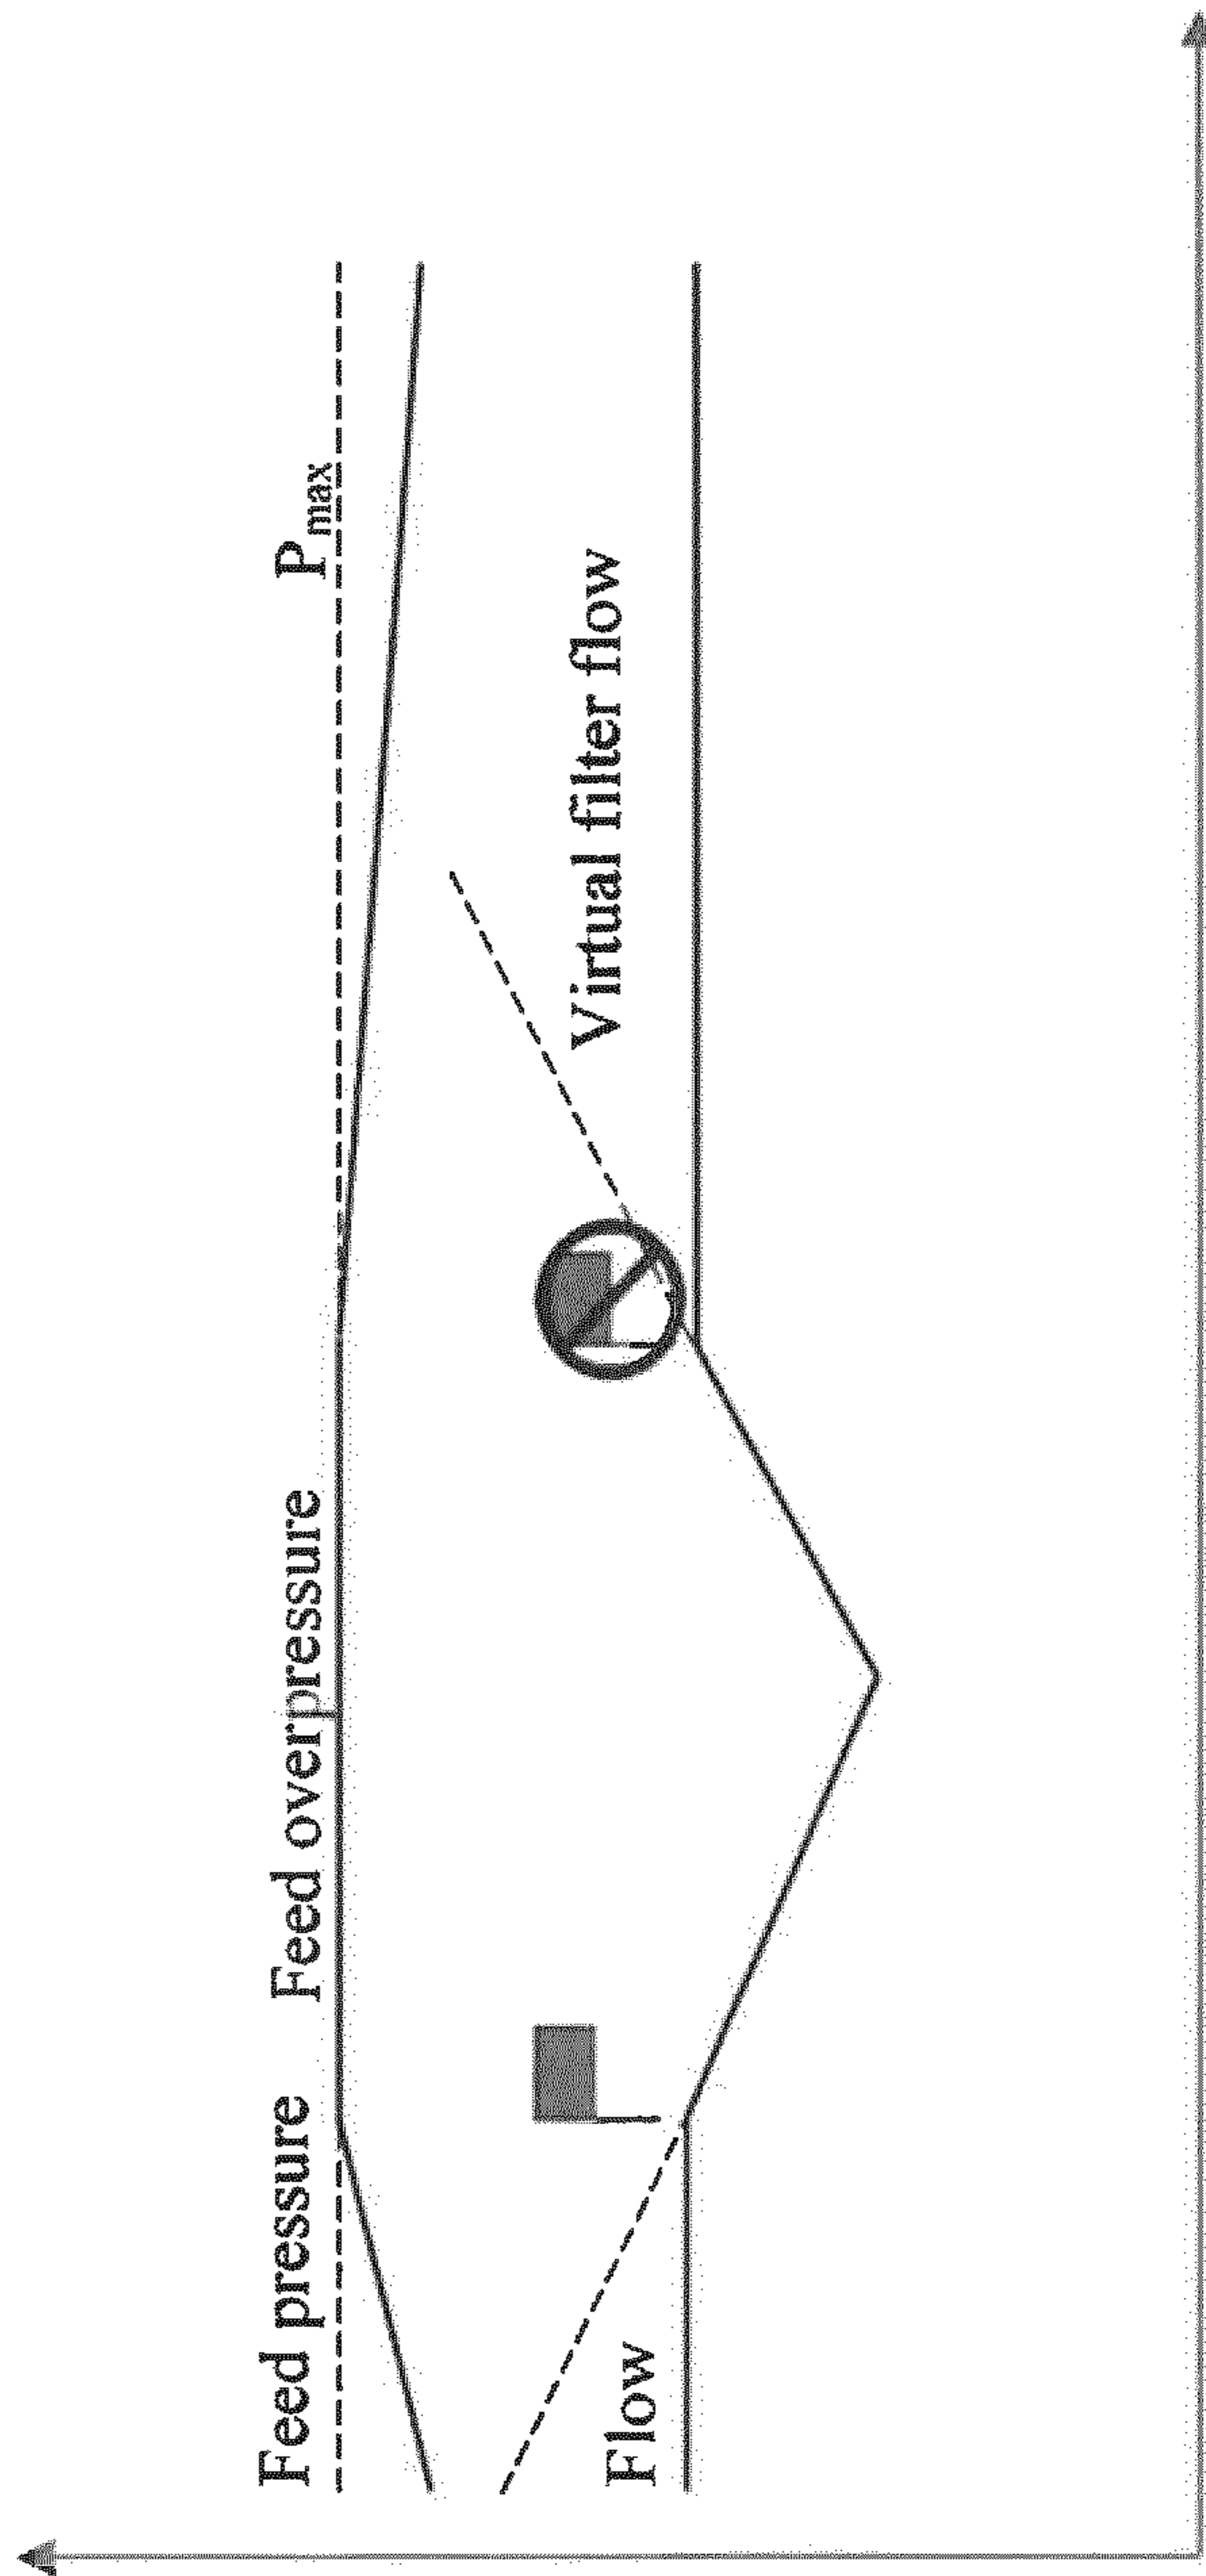 Feed pressure
Feed overpressure
P_max
Flow
Virtual filter flow